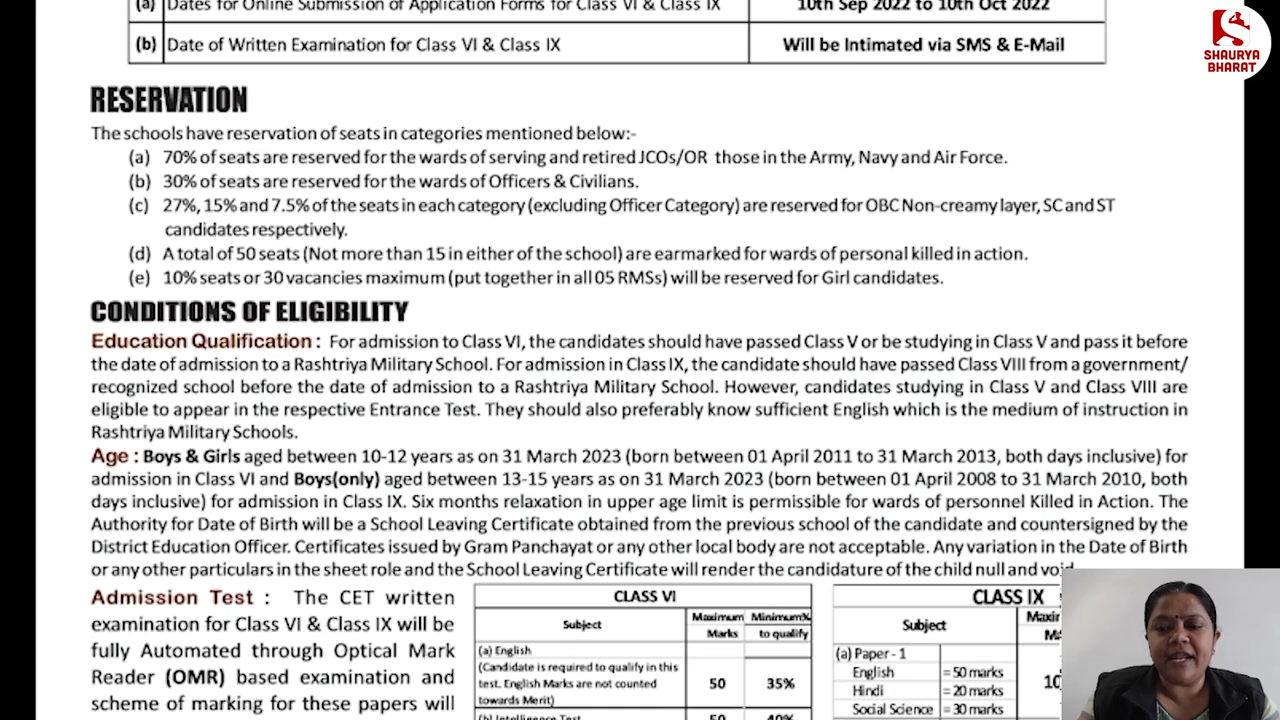 (a) Dates for Online Submission of Application Forms for Class VI & Class IX 10th Sep 2022 to 10th Oct 2022
(b) Date of Written Examination for Class VI & Class IX Will be Intimated via SMS & E-Mail
SHAURYA
BHARAT
RESERVATION
The schools have reservation of seats in categories mentioned below:-
(a) 70% of seats are reserved for the wards of serving and retired JCOs/OR those in the Army, Navy and Air Force.
(b) 30% of seats are reserved for the wards of Officers & Civilians.
(c) 27%, 15% and 7.5% of the seats in each category (excluding Officer Category) are reserved for OBC Non-creamy layer, SC and ST
candidates respectively.
(d) A total of 50 seats (Not more than 15 in either of the school) are earmarked for wards of personal killed in action.
(e) 10% seats or 30 vacancies maximum (put together in all 05 RMSs) will be reserved for Girl candidates.
CONDITIONS OF ELIGIBILITY
Education Qualification : For admission to Class VI, the candidates should have passed Class V or be studying in Class V and pass it before
the date of admission to a Rashtriya Military School. For admission in Class IX, the candidate should have passed Class VIII from a government/
recognized school before the date of admission to a Rashtriya Military School. However, candidates studying in Class V and Class VIII are
eligible to appear in the respective Entrance Test. They should also preferably know sufficient English which is the medium of instruction in
Rashtriya Military Schools.
Age : Boys & Girls aged between 10-12 years as on 31 March 2023 (born between 01 April 2011 to 31 March 2013, both days inclusive) for
admission in Class VI and Boys(only) aged between 13-15 years as on 31 March 2023 (born between 01 April 2008 to 31 March 2010, both
days inclusive) for admission in Class IX. Six months relaxation in upper age limit is permissible for wards of personnel Killed in Action. The
Authority for Date of Birth will be a School Leaving Certificate obtained from the previous school of the candidate and countersigned by the
District Education Officer. Certificates issued by Gram Panchayat or any other local body are not acceptable. Any variation in the Date of Birth
or any other particulars in the sheet role and the School Leaving Certificate will render the candidature of the child null and void
Admission Test : The CET written
examination for Class VI & Class IX will be
fully Automated through Optical Mark
Reader (OMR) based examination and
scheme of marking for these papers will
CLASS VI
Subject Maximum Marks Minimum% to qualify
(a) English
(Candidate is required to qualify in this
test. English Marks are not counted
towards Merit) 50 35%
(b) Intelligence Test 50 40%
CLASS IX
Subject
(a) Paper - 1
English = 50 marks
Hindi = 20 marks
Social Science = 30 marks